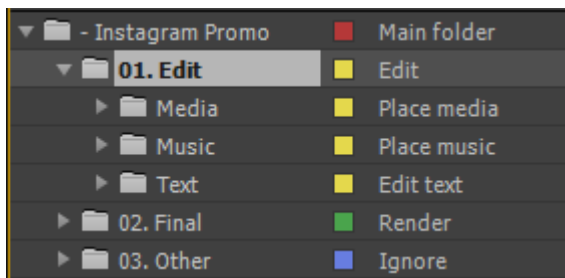 - Instagram Promo Main folder
01. Edit Edit
Media Place media
Music Place music
Text Edit text
02. Final Render
03. Other Ignore